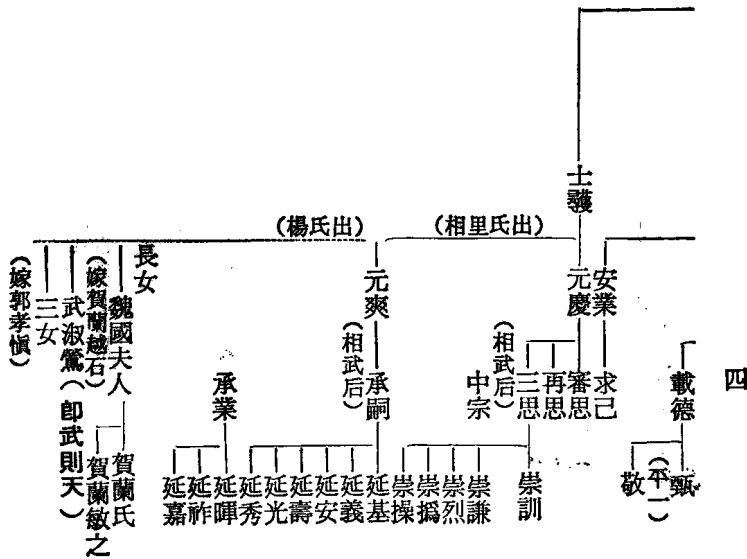 四
載德
甄
(平一)
敬
士彠
(相里氏出)
(楊氏出)
安業
求己
元慶
審思
再思
三思
(相武后)
中宗
崇訓
崇謙
崇烈
崇撝
崇操
元爽
承嗣
(相武后)
延基
延義
延安
延壽
延光
延秀
承業
延暉
延祚
延嘉
長女
魏國夫人
(嫁賀蘭越石)
賀蘭氏
賀蘭敏之
武淑鶯(即武則天)
三女
(嫁郭孝慎)